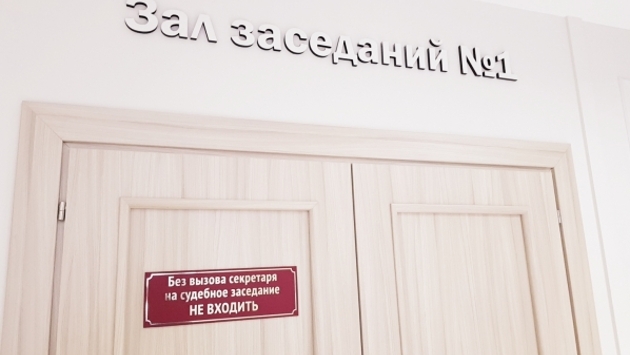 Зал заседаний №1
Без вызова секретаря
на судебное заседание
НЕ ВХОДИТЬ